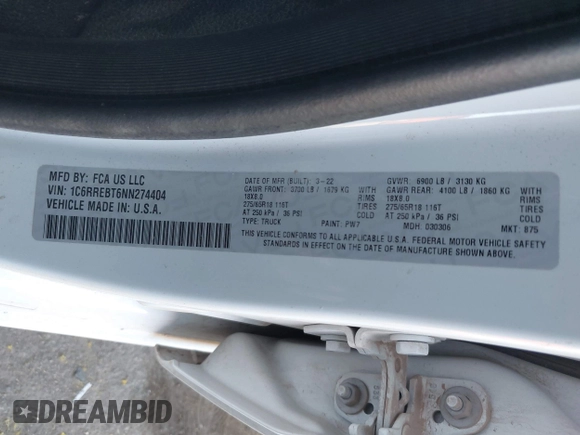 MFD BY: FCA US LLC
VIN: 1C6RREBT6NN274404
VEHICLE MADE IN: U.S.A.
DATE OF MFR (BUILT): 3-22
GAWR FRONT: 3700 LB / 1679 KG
18X8.0
275/65R18 116T
AT 250 kPa / 36 PSI
TYPE: TRUCK
WITH
RIMS
TIRES
COLD
PAINT: PW7
GVWR: 6900 LB / 3130 KG
GAWR REAR: 4100 LB / 1860 KG
18X8.0
275/65R18 116T
AT 250 kPa / 36 PSI
MDH: 030306
WITH
RIMS
TIRES
COLD
MKT: 875
THIS VEHICLE CONFORMS TO ALL APPLICABLE U.S.A. FEDERAL MOTOR VEHICLE SAFETY
STANDARDS IN EFFECT ON THE DATE OF MANUFACTURE SHOWN ABOVE.
DREAMBID